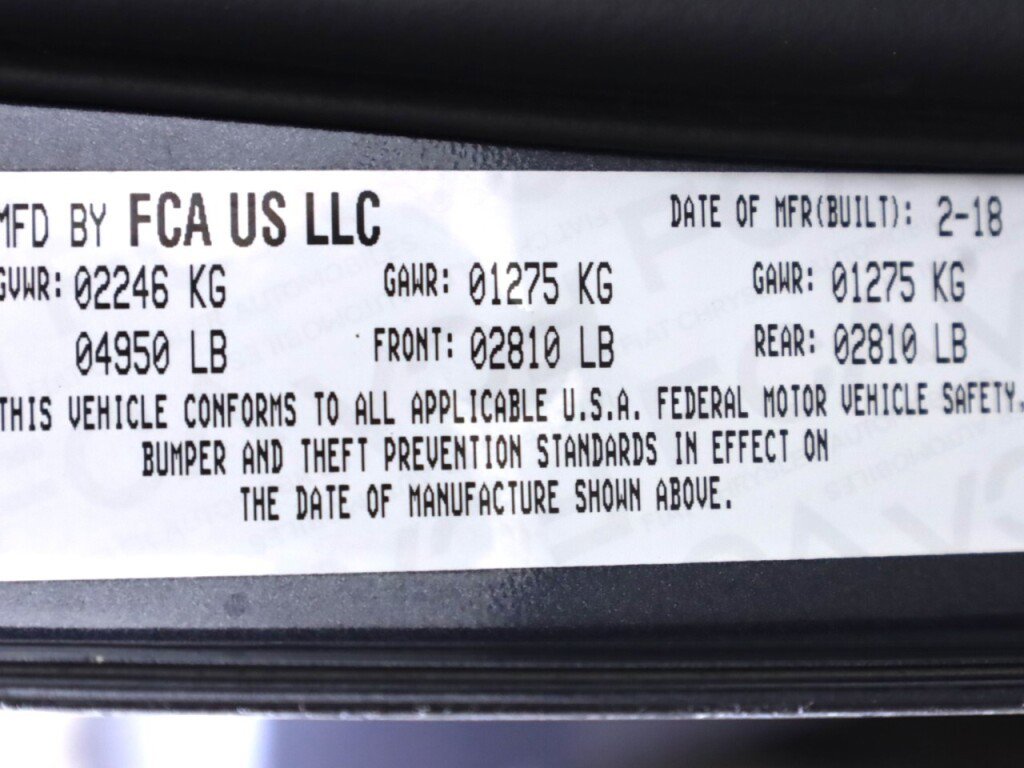 MFD BY FCA US LLC DATE OF MFR(BUILT): 2-18
GVWR: 02246 KG GAWR: 01275 KG GAWR: 01275 KG
04950 LB FRONT: 02810 LB REAR: 02810 LB
THIS VEHICLE CONFORMS TO ALL APPLICABLE U.S.A. FEDERAL MOTOR VEHICLE SAFETY,
BUMPER AND THEFT PREVENTION STANDARDS IN EFFECT ON
THE DATE OF MANUFACTURE SHOWN ABOVE.